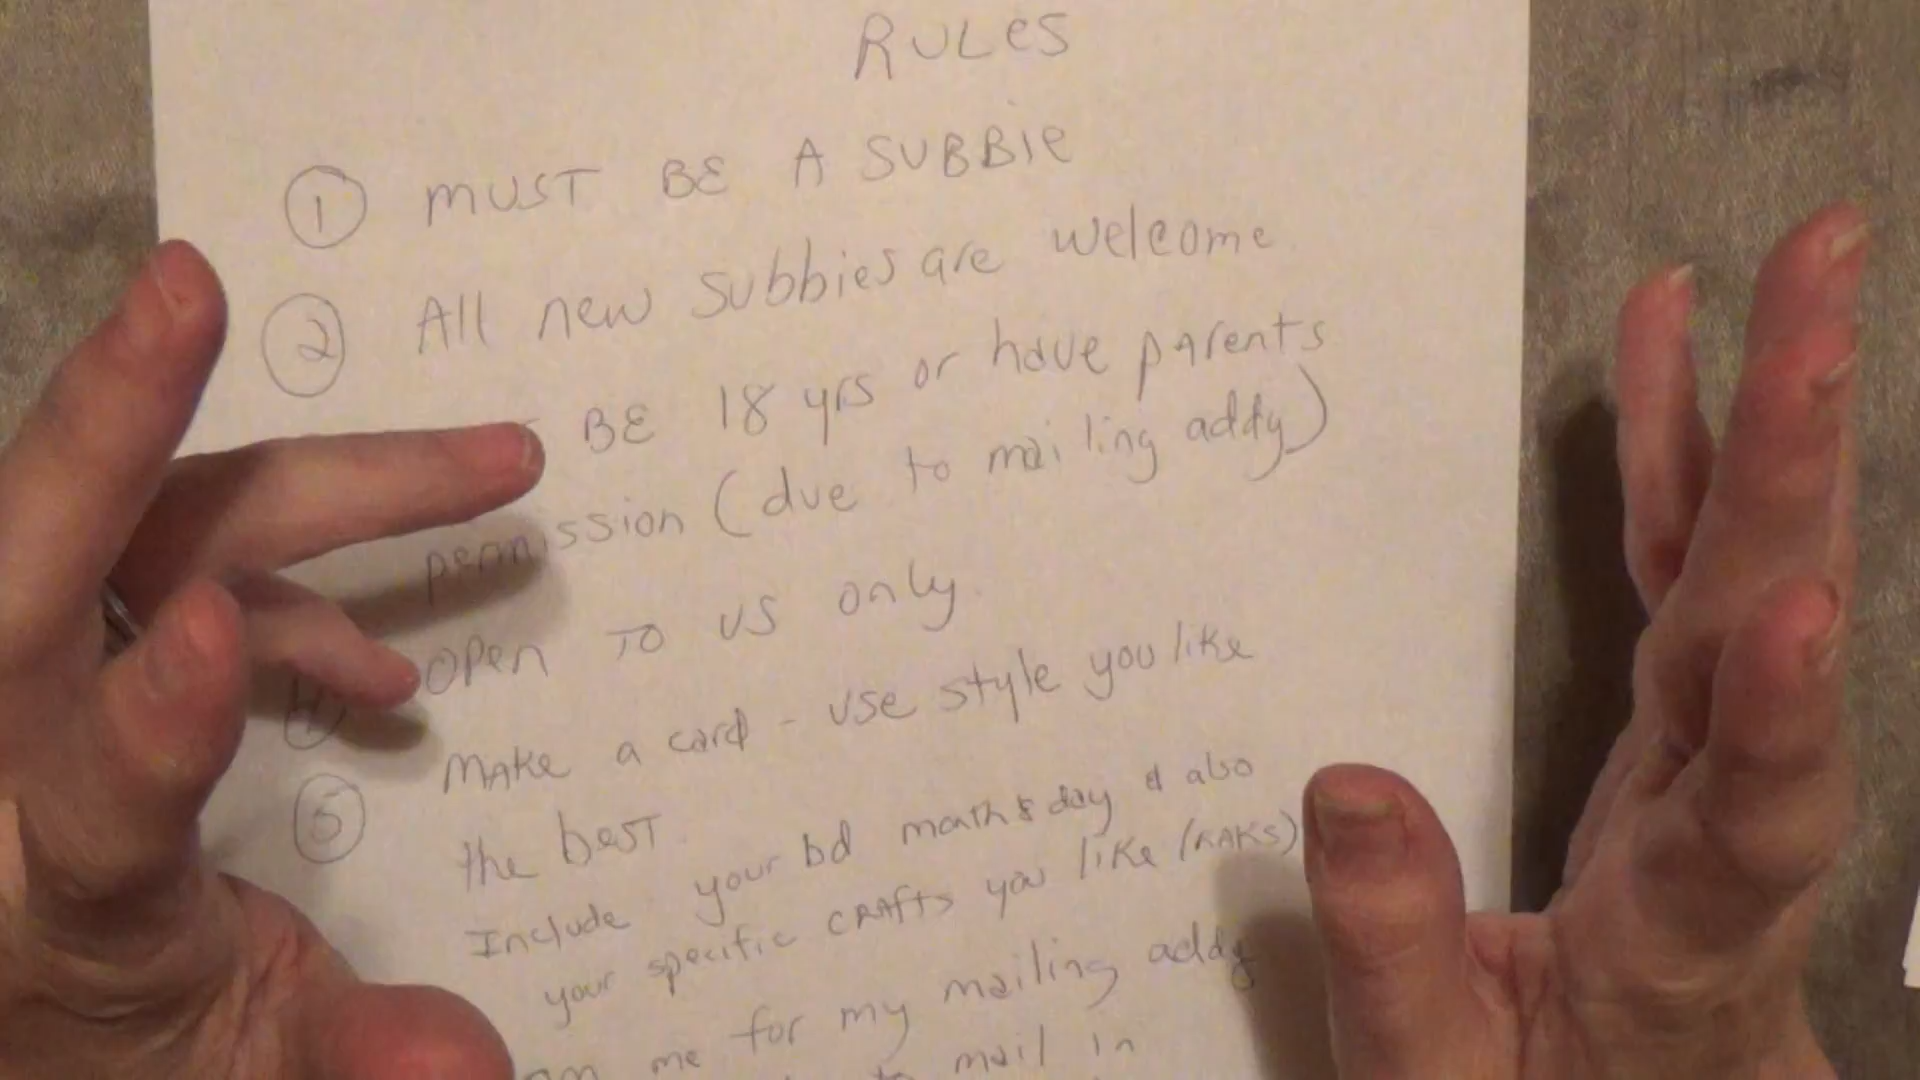 RULES
① MUST BE A SUBBIE
② All new subbies are welcome
BE 18 yrs or have parents
permission (due to mailing addy)
OPEN TO US only.
⑤ MAKE a card - use style you like
the best.
Include your bd month & day & also
your specific CRAFTS you like (RAKS)
me for my mailing addy
to mail in